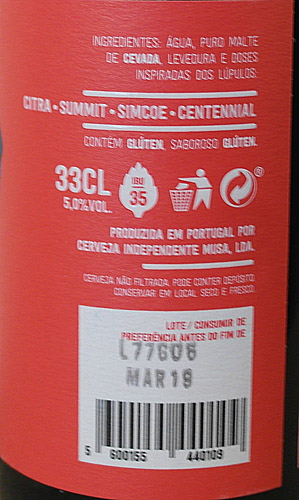 INGREDIENTES: ÁGUA, PURO MALTE
DE CEVADA, LEVEDURA E DOSES
INSPIRADAS DOS LÚPULOS:
CITRA • SUMMIT • SIMCOE • CENTENNIAL
CONTÉM GLÚTEN. SABOROSO GLÚTEN.
33CL
5,0%VOL.
IBU
35
®
PRODUZIDA EM PORTUGAL POR
CERVEJA INDEPENDENTE MUSA, LDA.
CERVEJA NÃO FILTRADA, PODE CONTER DEPÓSITO.
CONSERVAR EM LOCAL SECO E FRESCO.
LOTE / CONSUMIR DE
PREFERÊNCIA ANTES DO FIM DE
L77608
MAR19
5 600155 440109